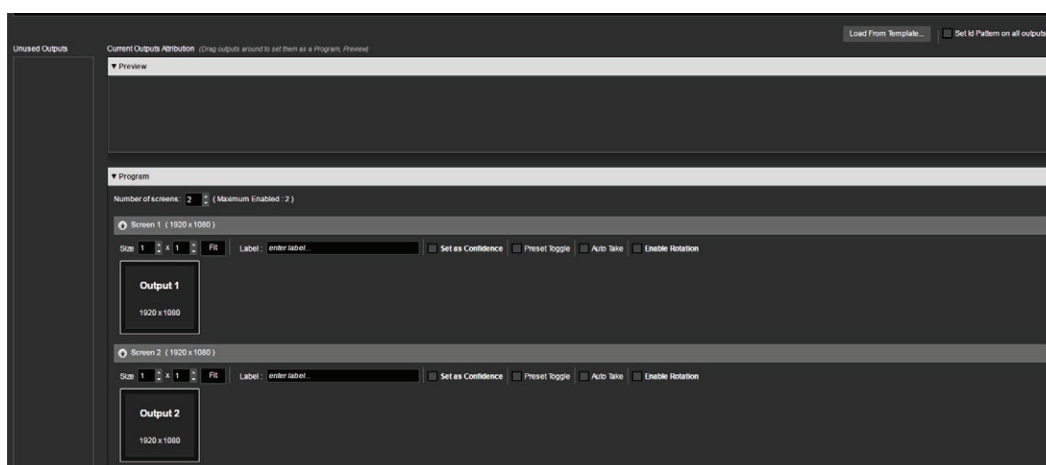 Load From Template... Set Id Pattern on all outputs
Unused Outputs Current Outputs Attribution (Drag outputs around to set them as a Program, Preview)
▼ Preview
▼ Program
Number of screens: 2 ( Maximum Enabled : 2 )
Screen 1 ( 1920 x 1080 )
Size 1 x 1 Fit Label : enter label... Set as Confidence Preset Toggle Auto Take Enable Rotation
Output 1
1920 x 1080
Screen 2 ( 1920 x 1080 )
Size 1 x 1 Fit Label : enter label... Set as Confidence Preset Toggle Auto Take Enable Rotation
Output 2
1920 x 1080